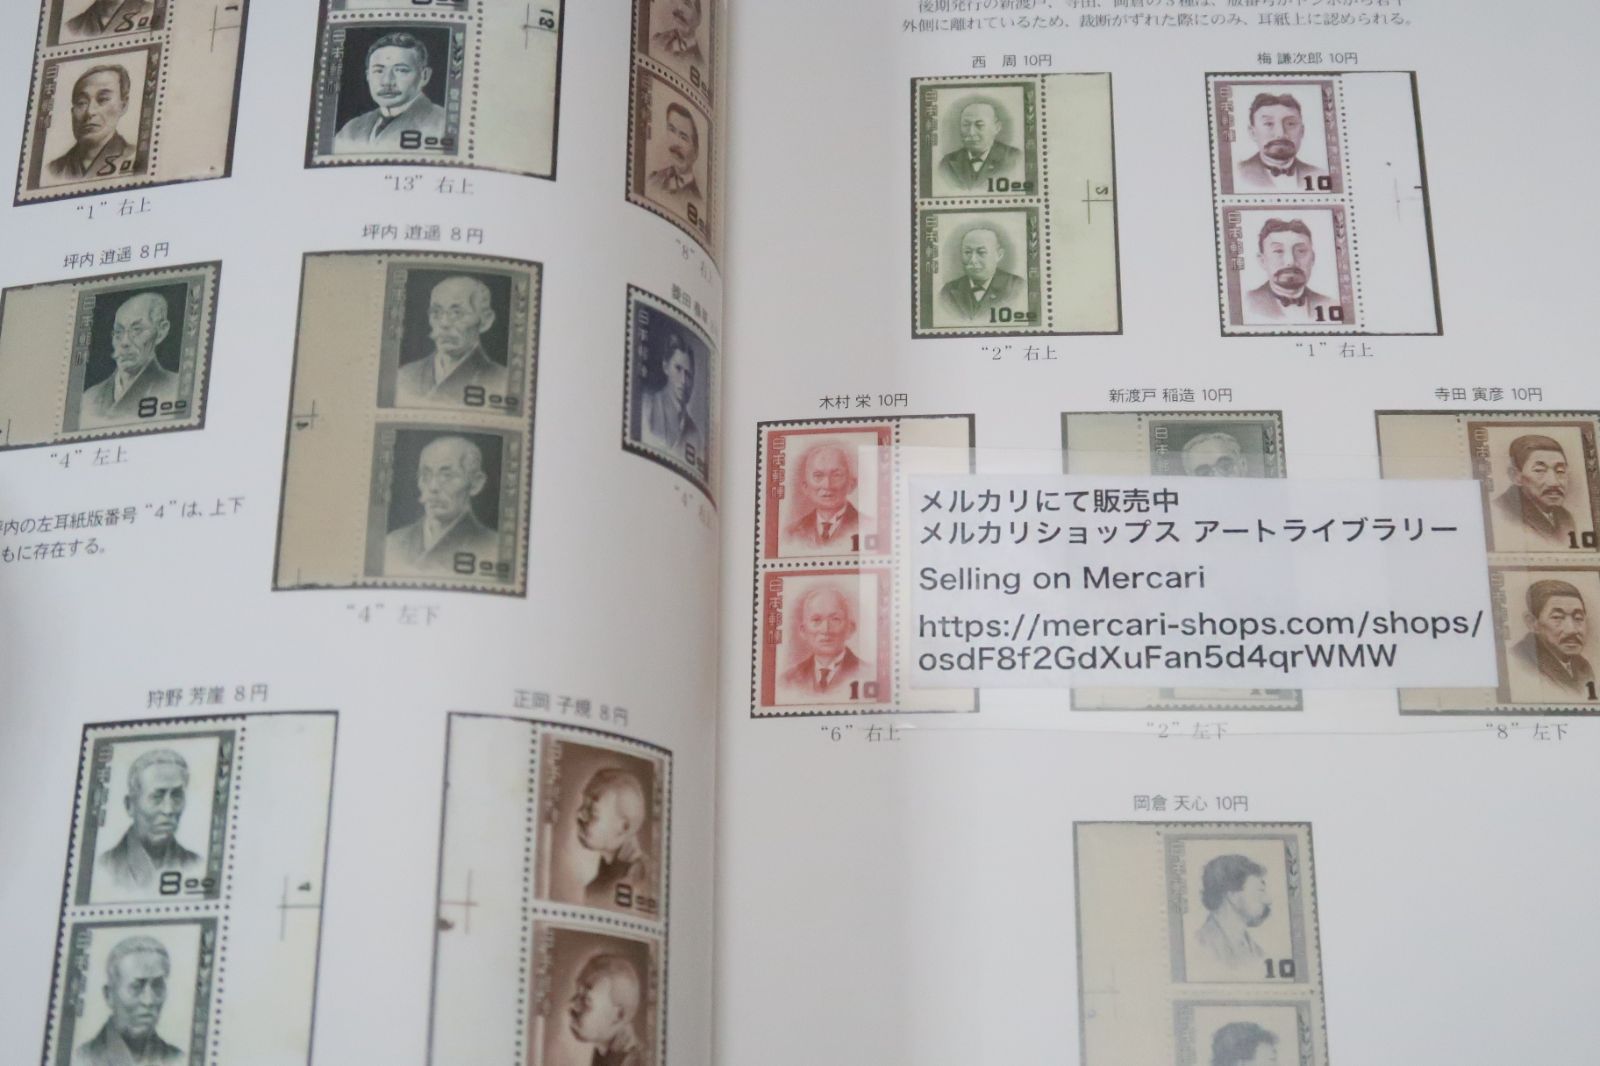 "1" 右上
"13" 右上
坪内 逍遥 8円
坪内 逍遥 8円
"8" 右上
"4" 左上
"4" 左下
"4" 右上
坪内の左耳紙版番号 "4" は、上下
もに存在する。
狩野 芳崖 8円
正岡 子規 8円
後期発行の新渡戸、寺田、岡倉の3種は、版番号がトンボから若干
外側に離れているため、裁断がずれた際にのみ、耳紙上に認められる。
西 周 10円
梅 謙次郎 10円
"2" 右上
"1" 右上
木村 栄 10円
新渡戸 稲造 10円
寺田 寅彦 10円
メルカリにて販売中
メルカリショップス アートライブラリー
Selling on Mercari
https://mercari-shops.com/shops/
osdF8f2GdXuFan5d4qrWMW
"6" 右上
"2" 左下
"8" 左下
岡倉 天心 10円